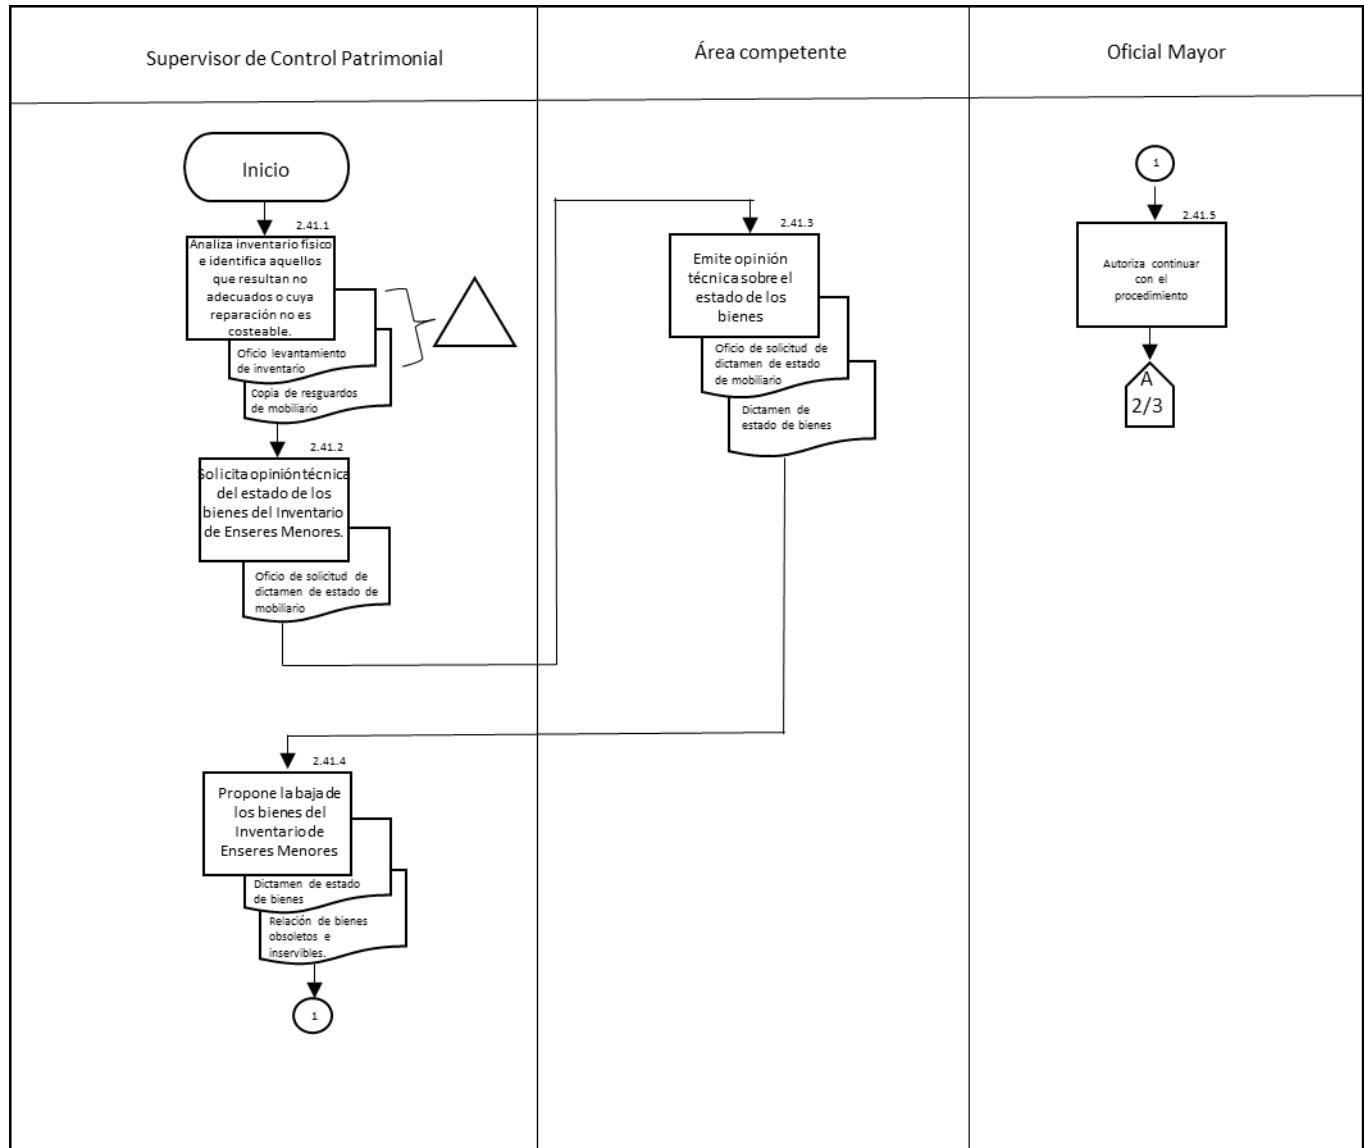 Supervisor de Control Patrimonial
Área competente
Oficial Mayor
Inicio
2.41.1
Analiza inventario físico
e identifica aquellos
que resultan no
adecuados o cuya
reparación no es
costeable.
Oficio levantamiento
de inventario
Copia de resguardos
de mobiliario
2.41.2
Solicita opinión técnica
del estado de los
bienes del Inventario
de Enseres Menores.
Oficio de solicitud de
dictamen de estado de
mobiliario
2.41.3
Emite opinión
técnica sobre el
estado de los
bienes
Oficio de solicitud de
dictamen de estado
de mobiliario
Dictamen de
estado de bienes
2.41.4
Propone la baja de
los bienes del
Inventario de
Enseres Menores
Dictamen de estado
de bienes
Relación de bienes
obsoletos e
inservibles.
1
1
2.41.5
Autoriza continuar
con el
procedimiento
A
2/3